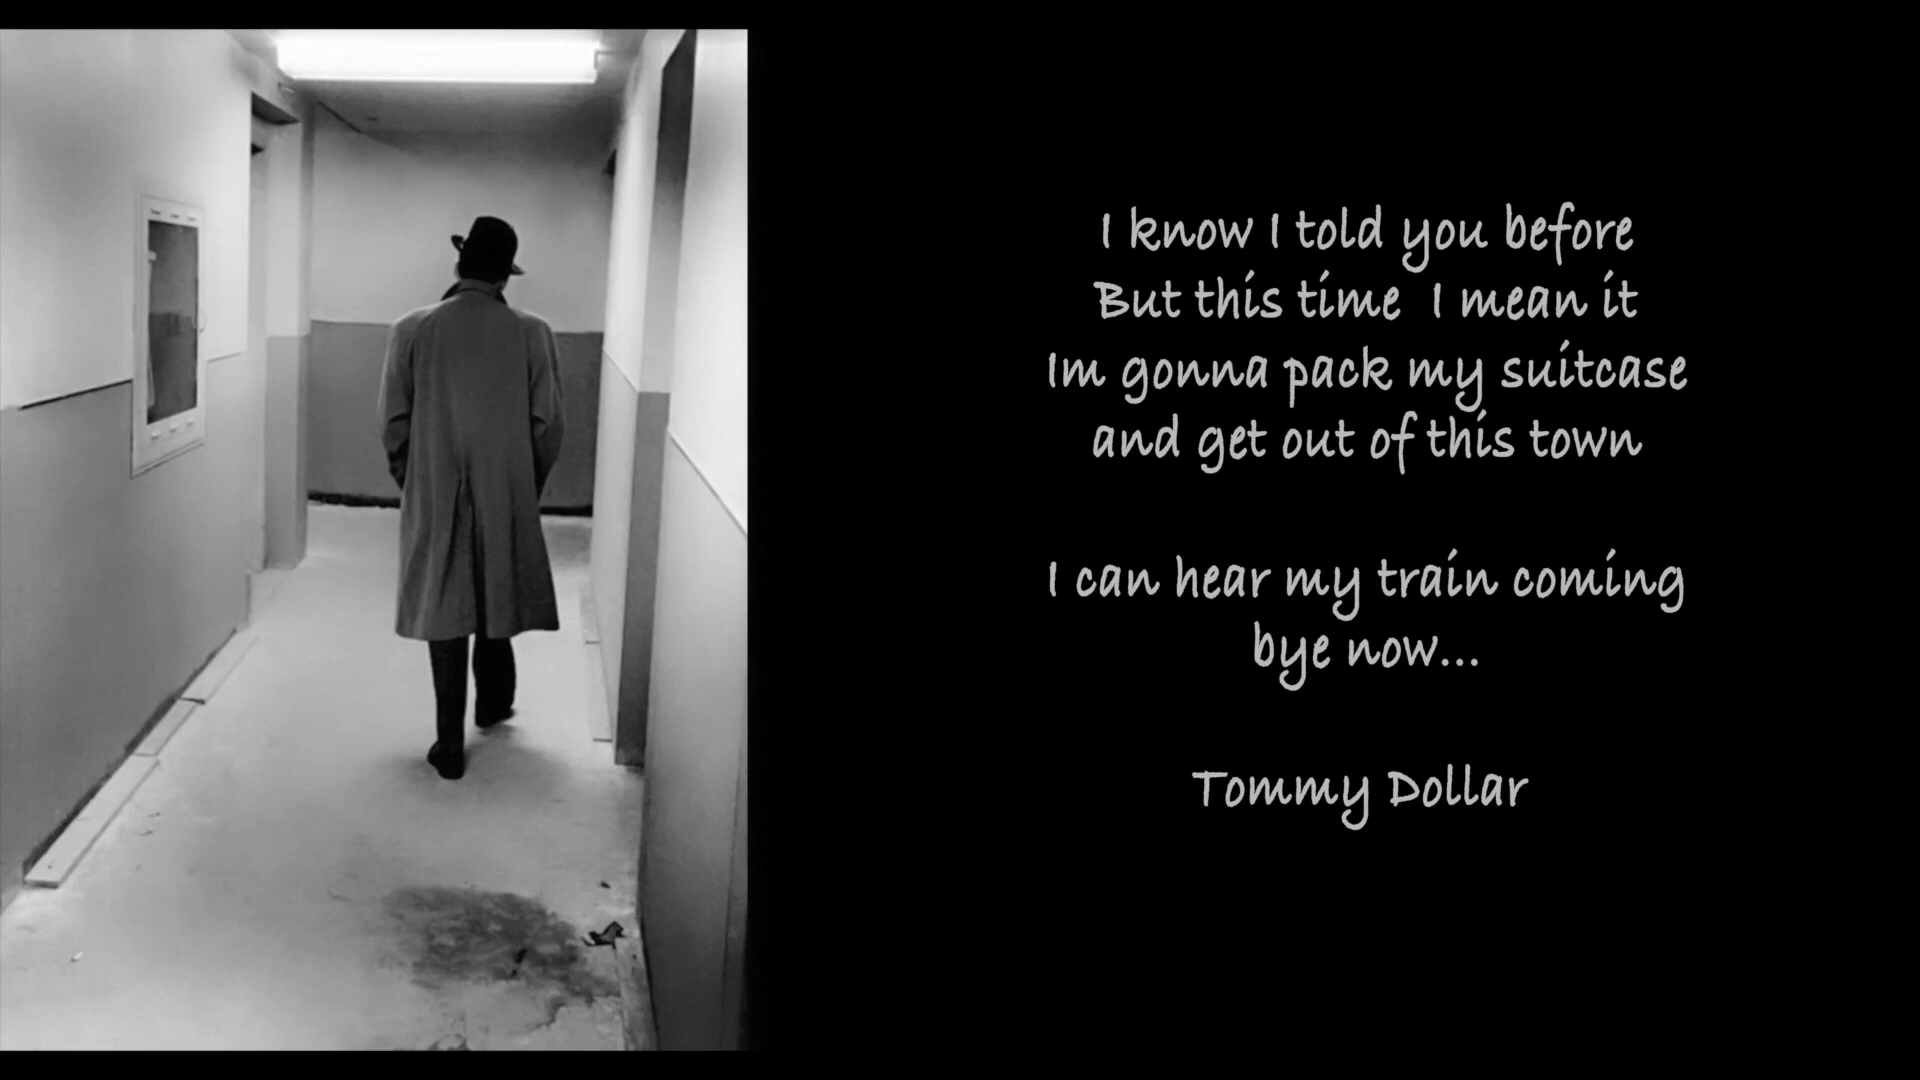 I know I told you before
But this time  I mean it
Im gonna pack my suitcase
and get out of this town
I can hear my train coming
bye now...
Tommy Dollar